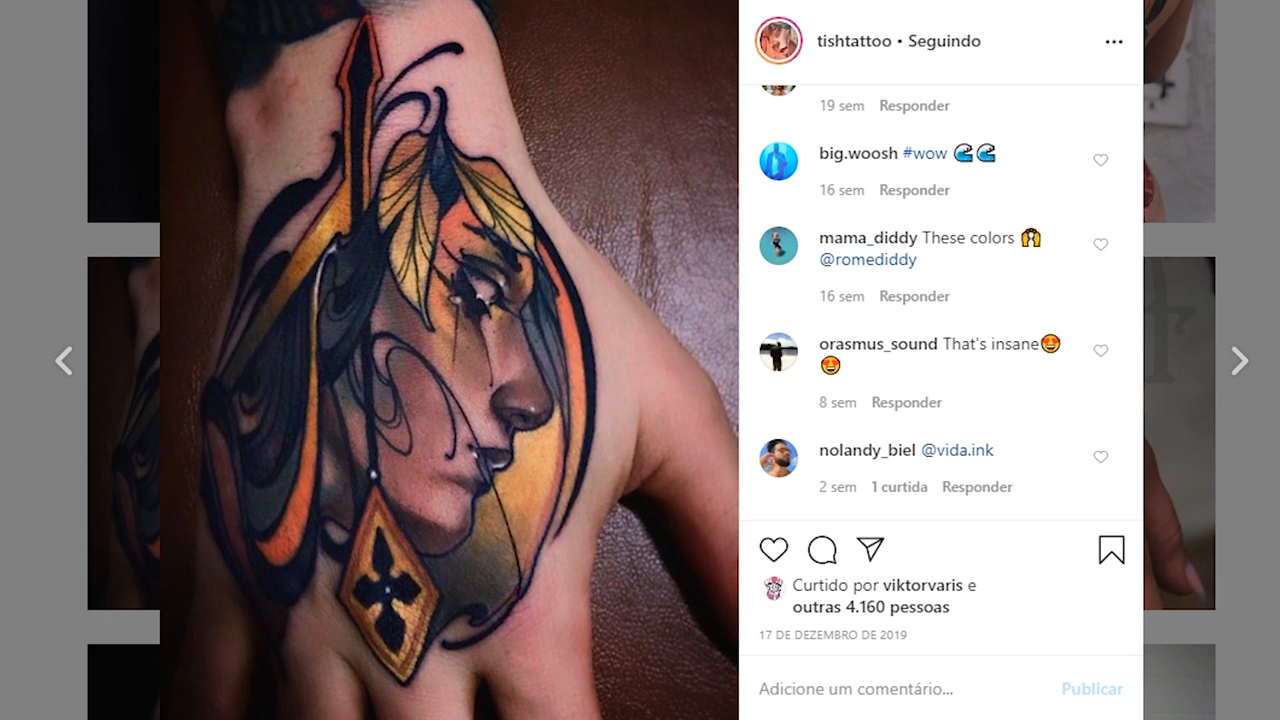 tishtattoo • Seguindo
19 sem Responder
big.woosh #wow 🌊🌊
16 sem Responder
mama_diddy These colors 🙌
@romediddy
16 sem Responder
orasmus_sound That's insane🤩
🤩
8 sem Responder
nolandy_biel @vida.ink
2 sem 1 curtida Responder
Curtido por viktorvaris e
outras 4.160 pessoas
17 DE DEZEMBRO DE 2019
Adicione um comentário... Publicar